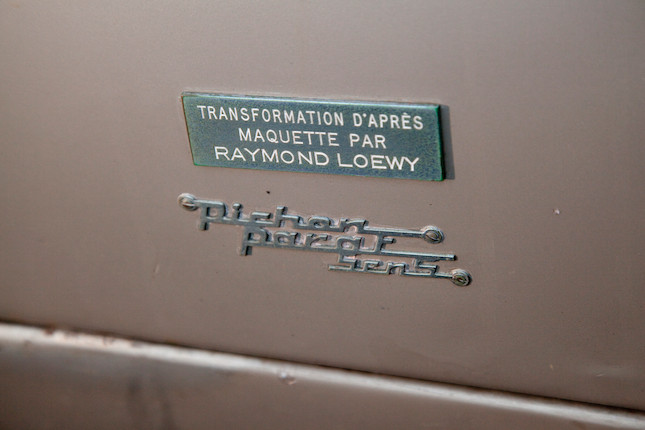 TRANSFORMATION D'APRÈS
MAQUETTE PAR
RAYMOND LOEWY
pichon
parat
sens